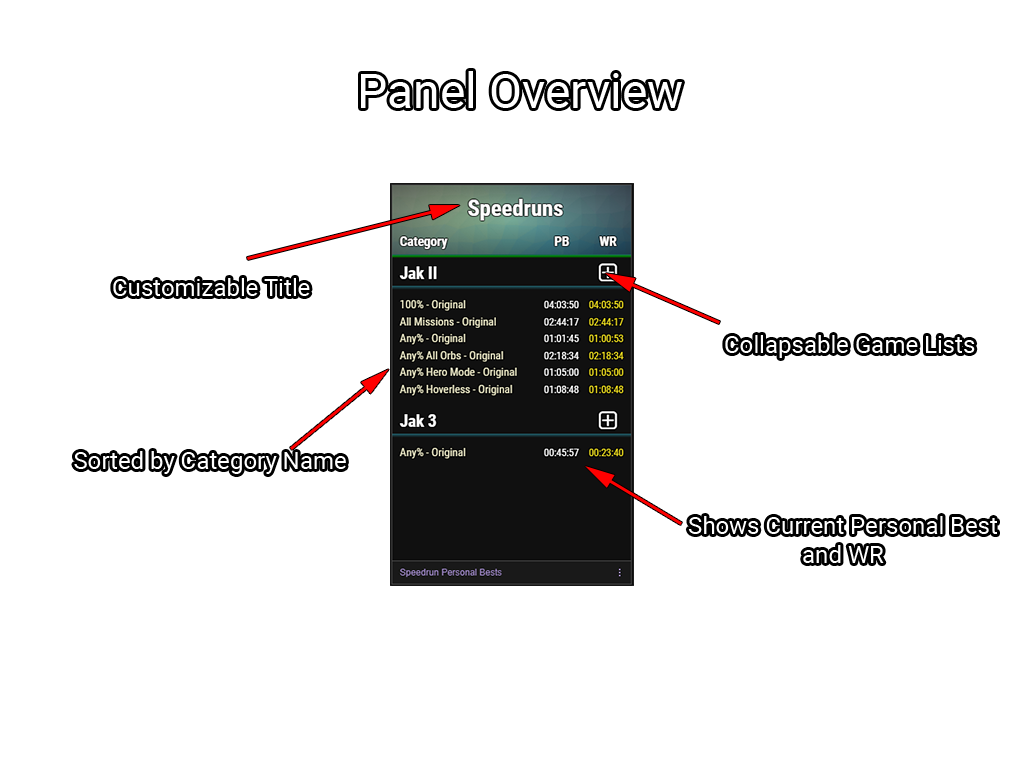 Panel Overview
Speedruns
Category PB WR
Jak II
100% - Original 04:03:50 04:03:50
All Missions - Original 02:44:17 02:44:17
Any% - Original 01:01:45 01:00:53
Any% All Orbs - Original 02:18:34 02:18:34
Any% Hero Mode - Original 01:05:00 01:05:00
Any% Hoverless - Original 01:08:48 01:08:48
Jak 3
Any% - Original 00:45:57 00:23:40
Speedrun Personal Bests
Customizable Title
Collapsable Game Lists
Sorted by Category Name
Shows Current Personal Best
and WR